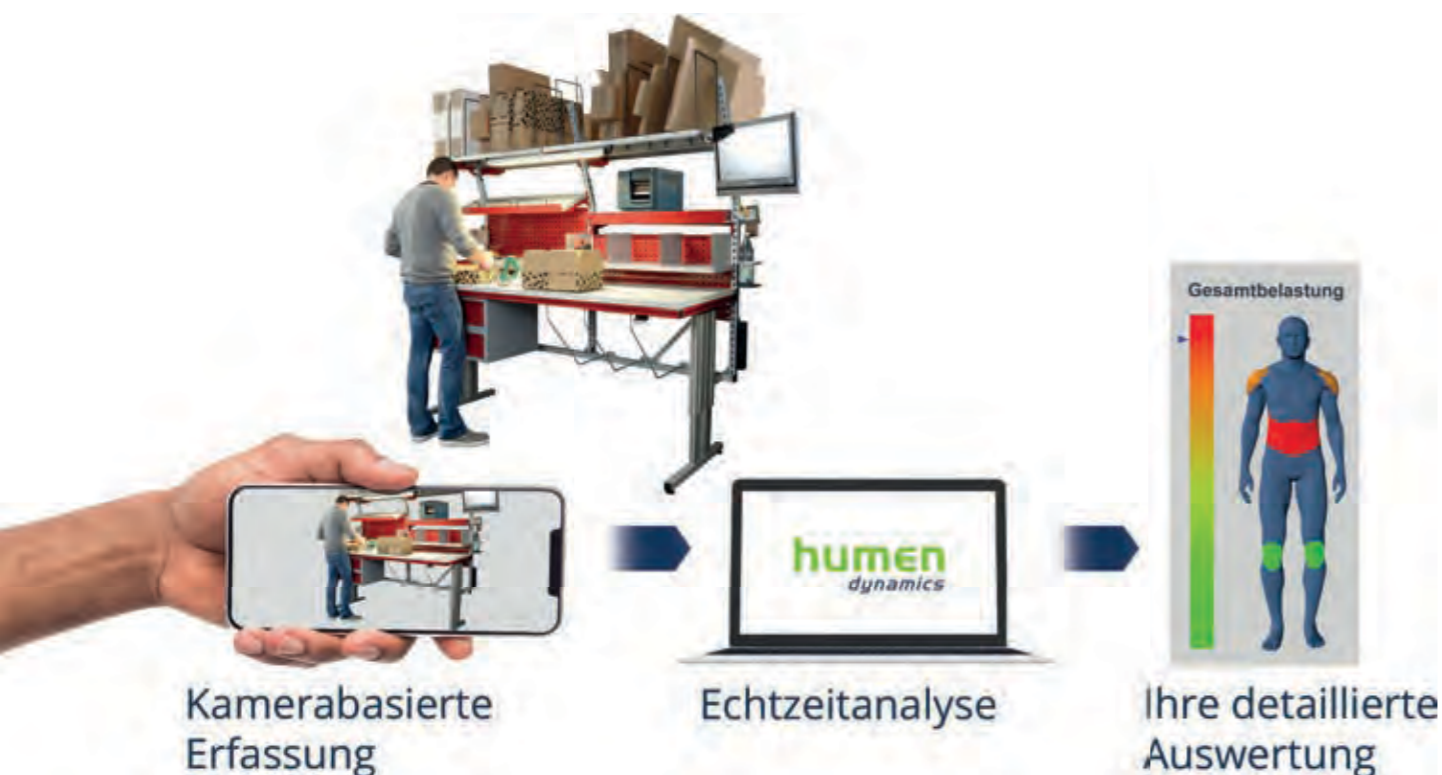 Gesamtbelastung
humen
dynamics
Kamerabasierte
Erfassung
Echtzeitanalyse
Ihre detaillierte
Auswertung